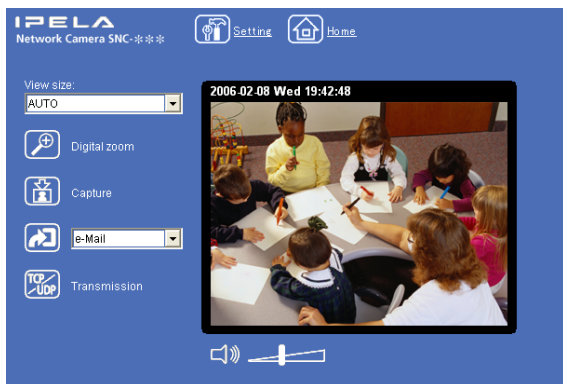 IPELA
Network Camera SNC-***
Setting
Home
View size:
AUTO
2006-02-08 Wed 19:42:48
Digital zoom
Capture
e-Mail
TCP/UDP
Transmission